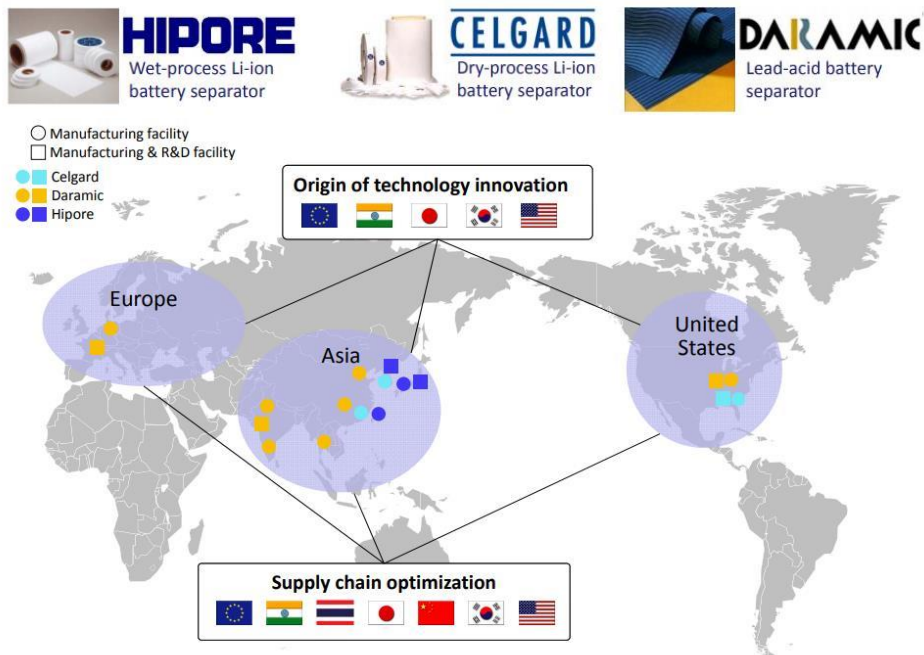 HIPORE
Wet-process Li-ion
battery separator
CELGARD
Dry-process Li-ion
battery separator
DARAMIC
Lead-acid battery
separator
Manufacturing facility
Manufacturing & R&D facility
Celgard
Daramic
Hipore
Origin of technology innovation
Europe
Asia
United
States
Supply chain optimization